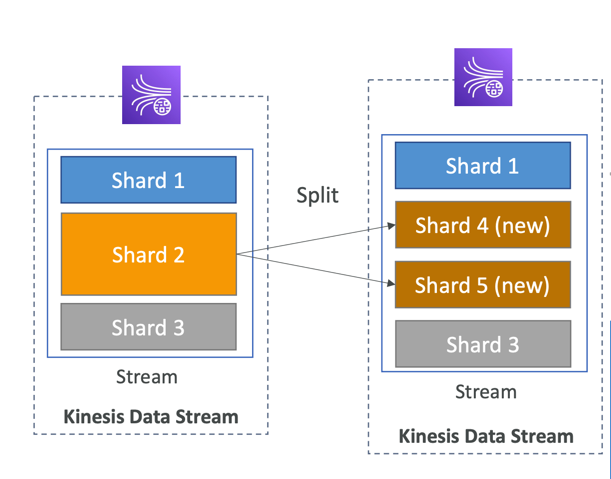 Shard 1
Shard 2
Shard 3
Stream
Kinesis Data Stream
Split
Shard 1
Shard 4 (new)
Shard 5 (new)
Shard 3
Stream
Kinesis Data Stream